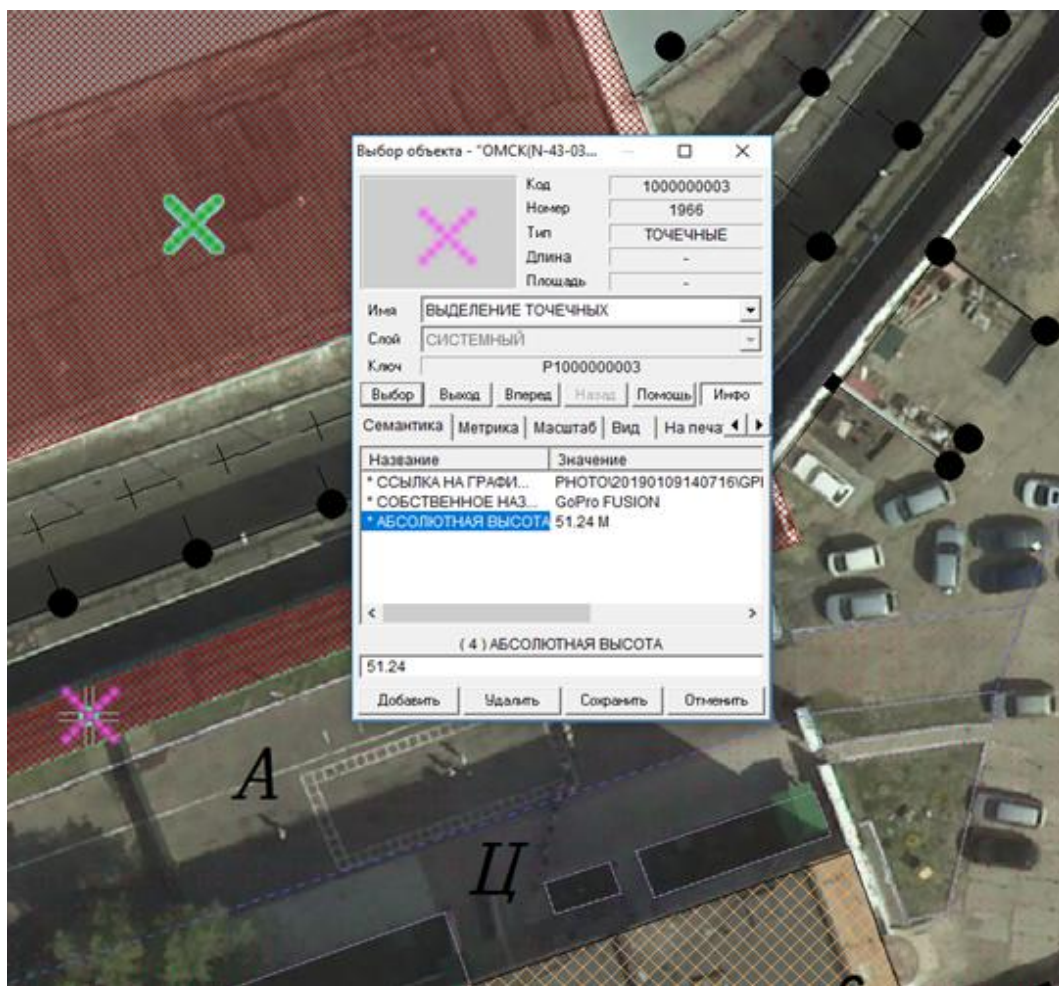 Выбор объекта - "ОМСК(N-43-03...
Код 1000000003
Номер 1966
Тип ТОЧЕЧНЫЕ
Длина -
Площадь -
Имя ВЫДЕЛЕНИЕ ТОЧЕЧНЫХ
Слой СИСТЕМНЫЙ
Ключ P1000000003
Выбор Выход Вперед Назад Помощь Инфо
Семантика Метрика Масштаб Вид На печа
Название Значение
* ССЫЛКА НА ГРАФИ... PHOTO\20190109140716\GPI
* СОБСТВЕННОЕ НАЗ... GoPro FUSION
* АБСОЛЮТНАЯ ВЫСОТА 51.24 М
( 4 ) АБСОЛЮТНАЯ ВЫСОТА
51.24
Добавить Удалить Сохранить Отменить
А
Ц